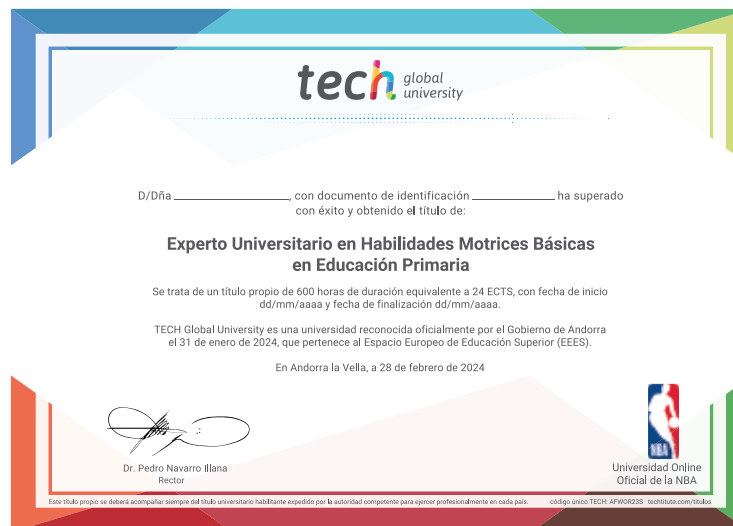 tech global university
D/Dña ______________, con documento de identificación __________ ha superado
con éxito y obtenido el título de:
Experto Universitario en Habilidades Motrices Básicas
en Educación Primaria
Se trata de un título propio de 600 horas de duración equivalente a 24 ECTS, con fecha de inicio
dd/mm/aaaa y fecha de finalización dd/mm/aaaa.
TECH Global University es una universidad reconocida oficialmente por el Gobierno de Andorra
el 31 de enero de 2024, que pertenece al Espacio Europeo de Educación Superior (EEES).
En Andorra la Vella, a 28 de febrero de 2024
Dr. Pedro Navarro Illana
Rector
NBA
Universidad Online
Oficial de la NBA
Este título propio se deberá acompañar siempre del título universitario habilitante expedido por la autoridad competente para ejercer profesionalmente en cada país. código único TECH: AFWOR23S techtitute.com/titulos